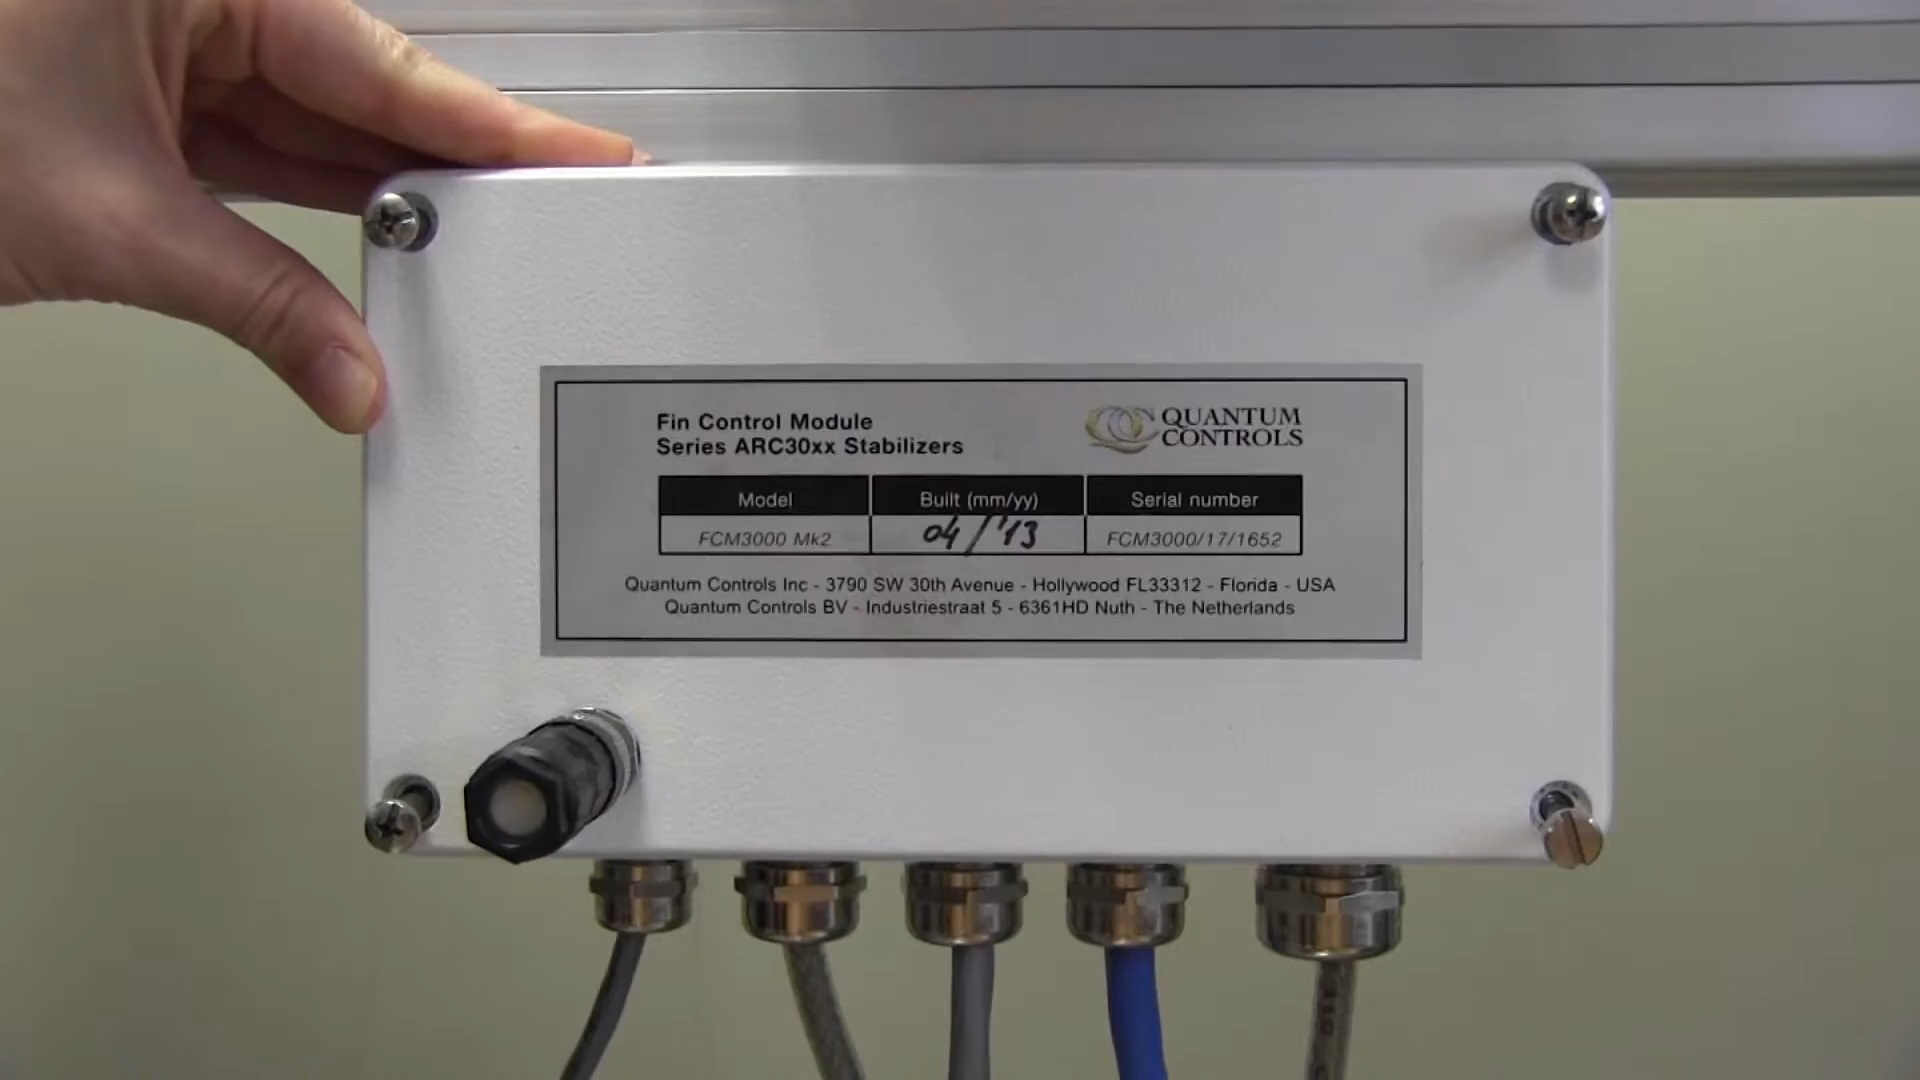 Fin Control Module
Series ARC30xx Stabilizers
QUANTUM
CONTROLS
Model Built (mm/yy) Serial number
FCM3000 Mk2 04/'13 FCM3000/17/1652
Quantum Controls Inc - 3790 SW 30th Avenue - Hollywood FL33312 - Florida - USA
Quantum Controls BV - Industriestraat 5 - 6361HD Nuth - The Netherlands